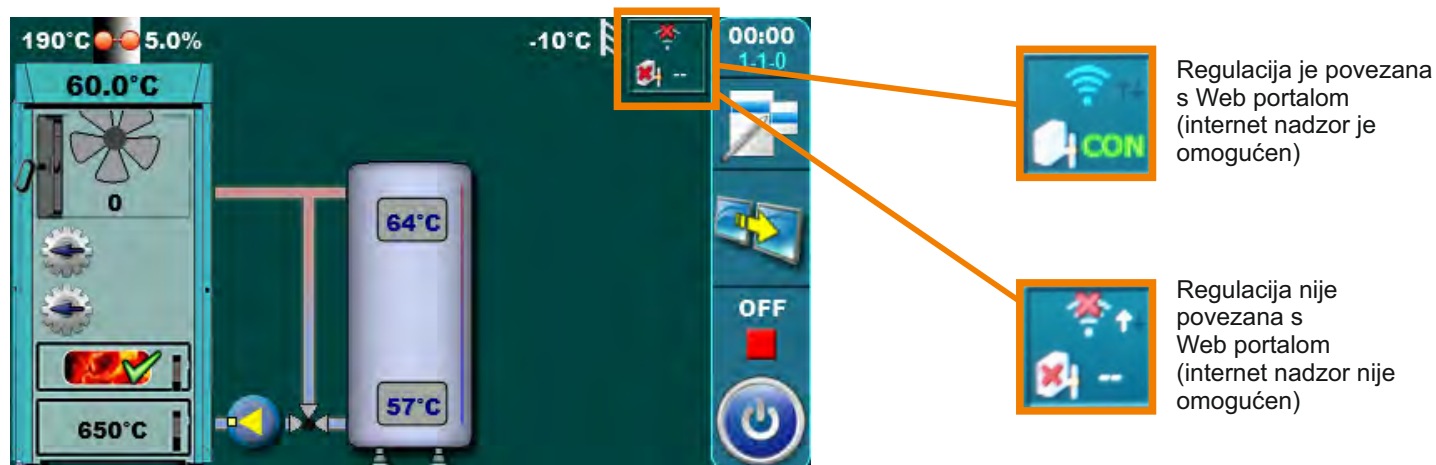 190°C 5.0%
-10°C
00:00
1-1-0
--
60.0°C
0
64°C
57°C
650°C
OFF
CON
Regulacija je povezana
s Web portalom
(internet nadzor je
omogućen)
--
Regulacija nije
povezana s
Web portalom
(internet nadzor nije
omogućen)